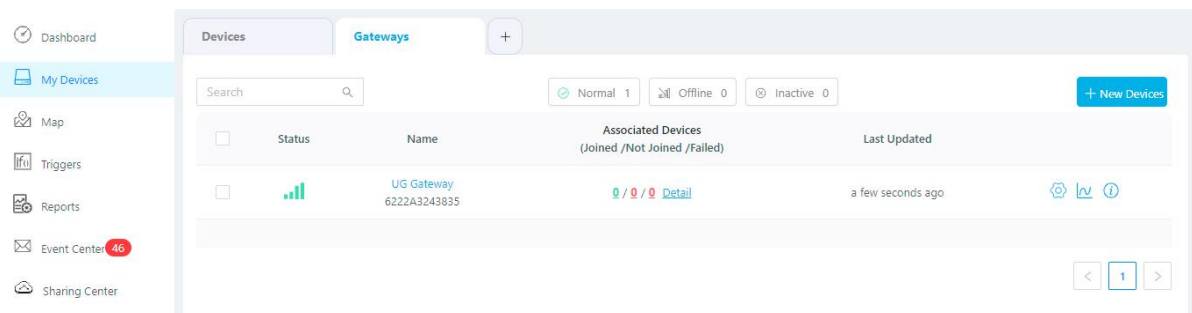 Dashboard
My Devices
Map
Triggers
Reports
Event Center 46
Sharing Center
Devices
Gateways
+
Search
Normal 1
Offline 0
Inactive 0
+ New Devices
Status
Name
Associated Devices
(Joined /Not Joined /Failed)
Last Updated
UG Gateway
6222A3243835
0 / 0 / 0 Detail
a few seconds ago
< 1 >